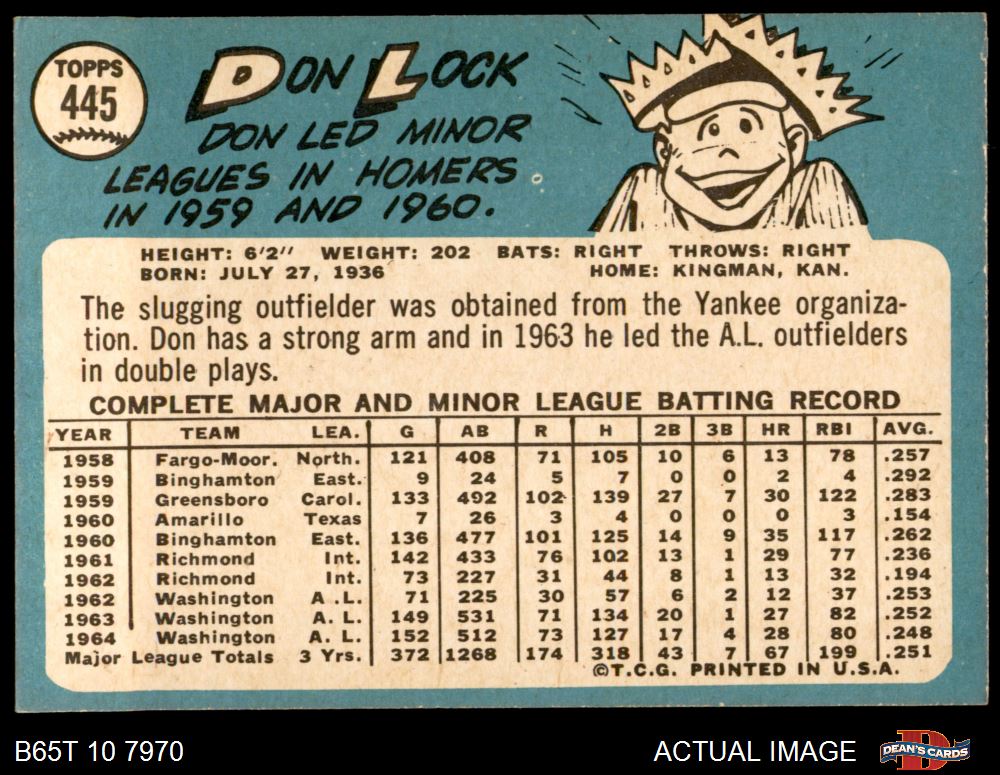 TOPPS
445
DON LOCK
DON LED MINOR
LEAGUES IN HOMERS
IN 1959 AND 1960.
HEIGHT: 6'2" WEIGHT: 202 BATS: RIGHT THROWS: RIGHT
BORN: JULY 27, 1936 HOME: KINGMAN, KAN.
The slugging outfielder was obtained from the Yankee organiza-
tion. Don has a strong arm and in 1963 he led the A.L. outfielders
in double plays.
COMPLETE MAJOR AND MINOR LEAGUE BATTING RECORD
YEAR TEAM LEA. G AB R H 2B 3B HR RBI AVG.
1958 Fargo-Moor. North. 121 408 71 105 10 6 13 78 .257
1959 Binghamton East. 9 24 5 7 0 0 2 4 .292
1959 Greensboro Carol. 133 492 102 139 27 7 30 122 .283
1960 Amarillo Texas 7 26 3 4 0 0 0 3 .154
1960 Binghamton East. 136 477 101 125 14 9 35 117 .262
1961 Richmond Int. 142 433 76 102 13 1 29 77 .236
1962 Richmond Int. 73 227 31 44 8 1 13 32 .194
1962 Washington A.L. 71 225 30 57 6 2 12 37 .253
1963 Washington A. L. 149 531 71 134 20 1 27 82 .252
1964 Washington A. L. 152 512 73 127 17 4 28 80 .248
Major League Totals 3 Yrs. 372 1268 174 318 43 7 67 199 .251
©T.C.G. PRINTED IN U.S.A.
B65T 10 7970 ACTUAL IMAGE D DEAN'S CARDS